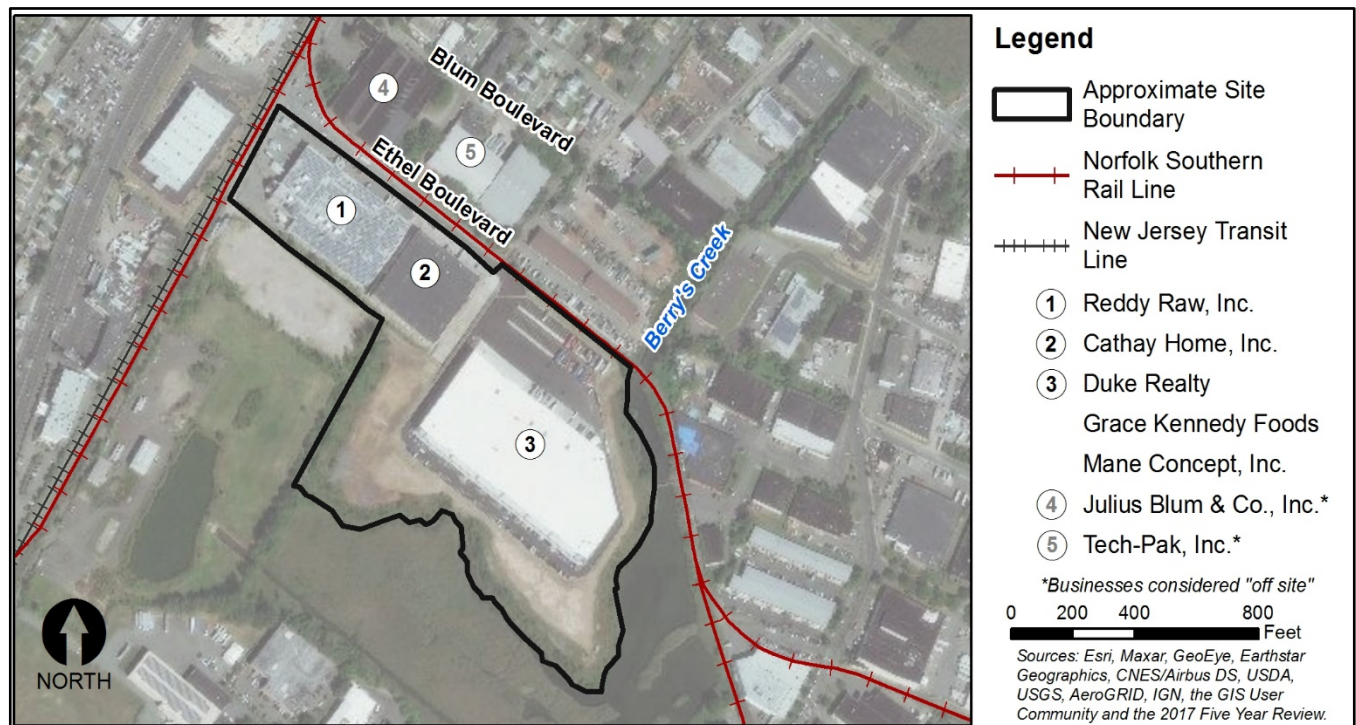 Blum Boulevard
4
5
Ethel Boulevard
1
2
Berry's Creek
3
NORTH
Legend
Approximate Site
Boundary
Norfolk Southern
Rail Line
New Jersey Transit
Line
1 Reddy Raw, Inc.
2 Cathay Home, Inc.
3 Duke Realty
Grace Kennedy Foods
Mane Concept, Inc.
4 Julius Blum & Co., Inc.*
5 Tech-Pak, Inc.*
*Businesses considered "off site"
0 200 400 800
Feet
Sources: Esri, Maxar, GeoEye, Earthstar
Geographics, CNES/Airbus DS, USDA,
USGS, AeroGRID, IGN, the GIS User
Community and the 2017 Five Year Review.